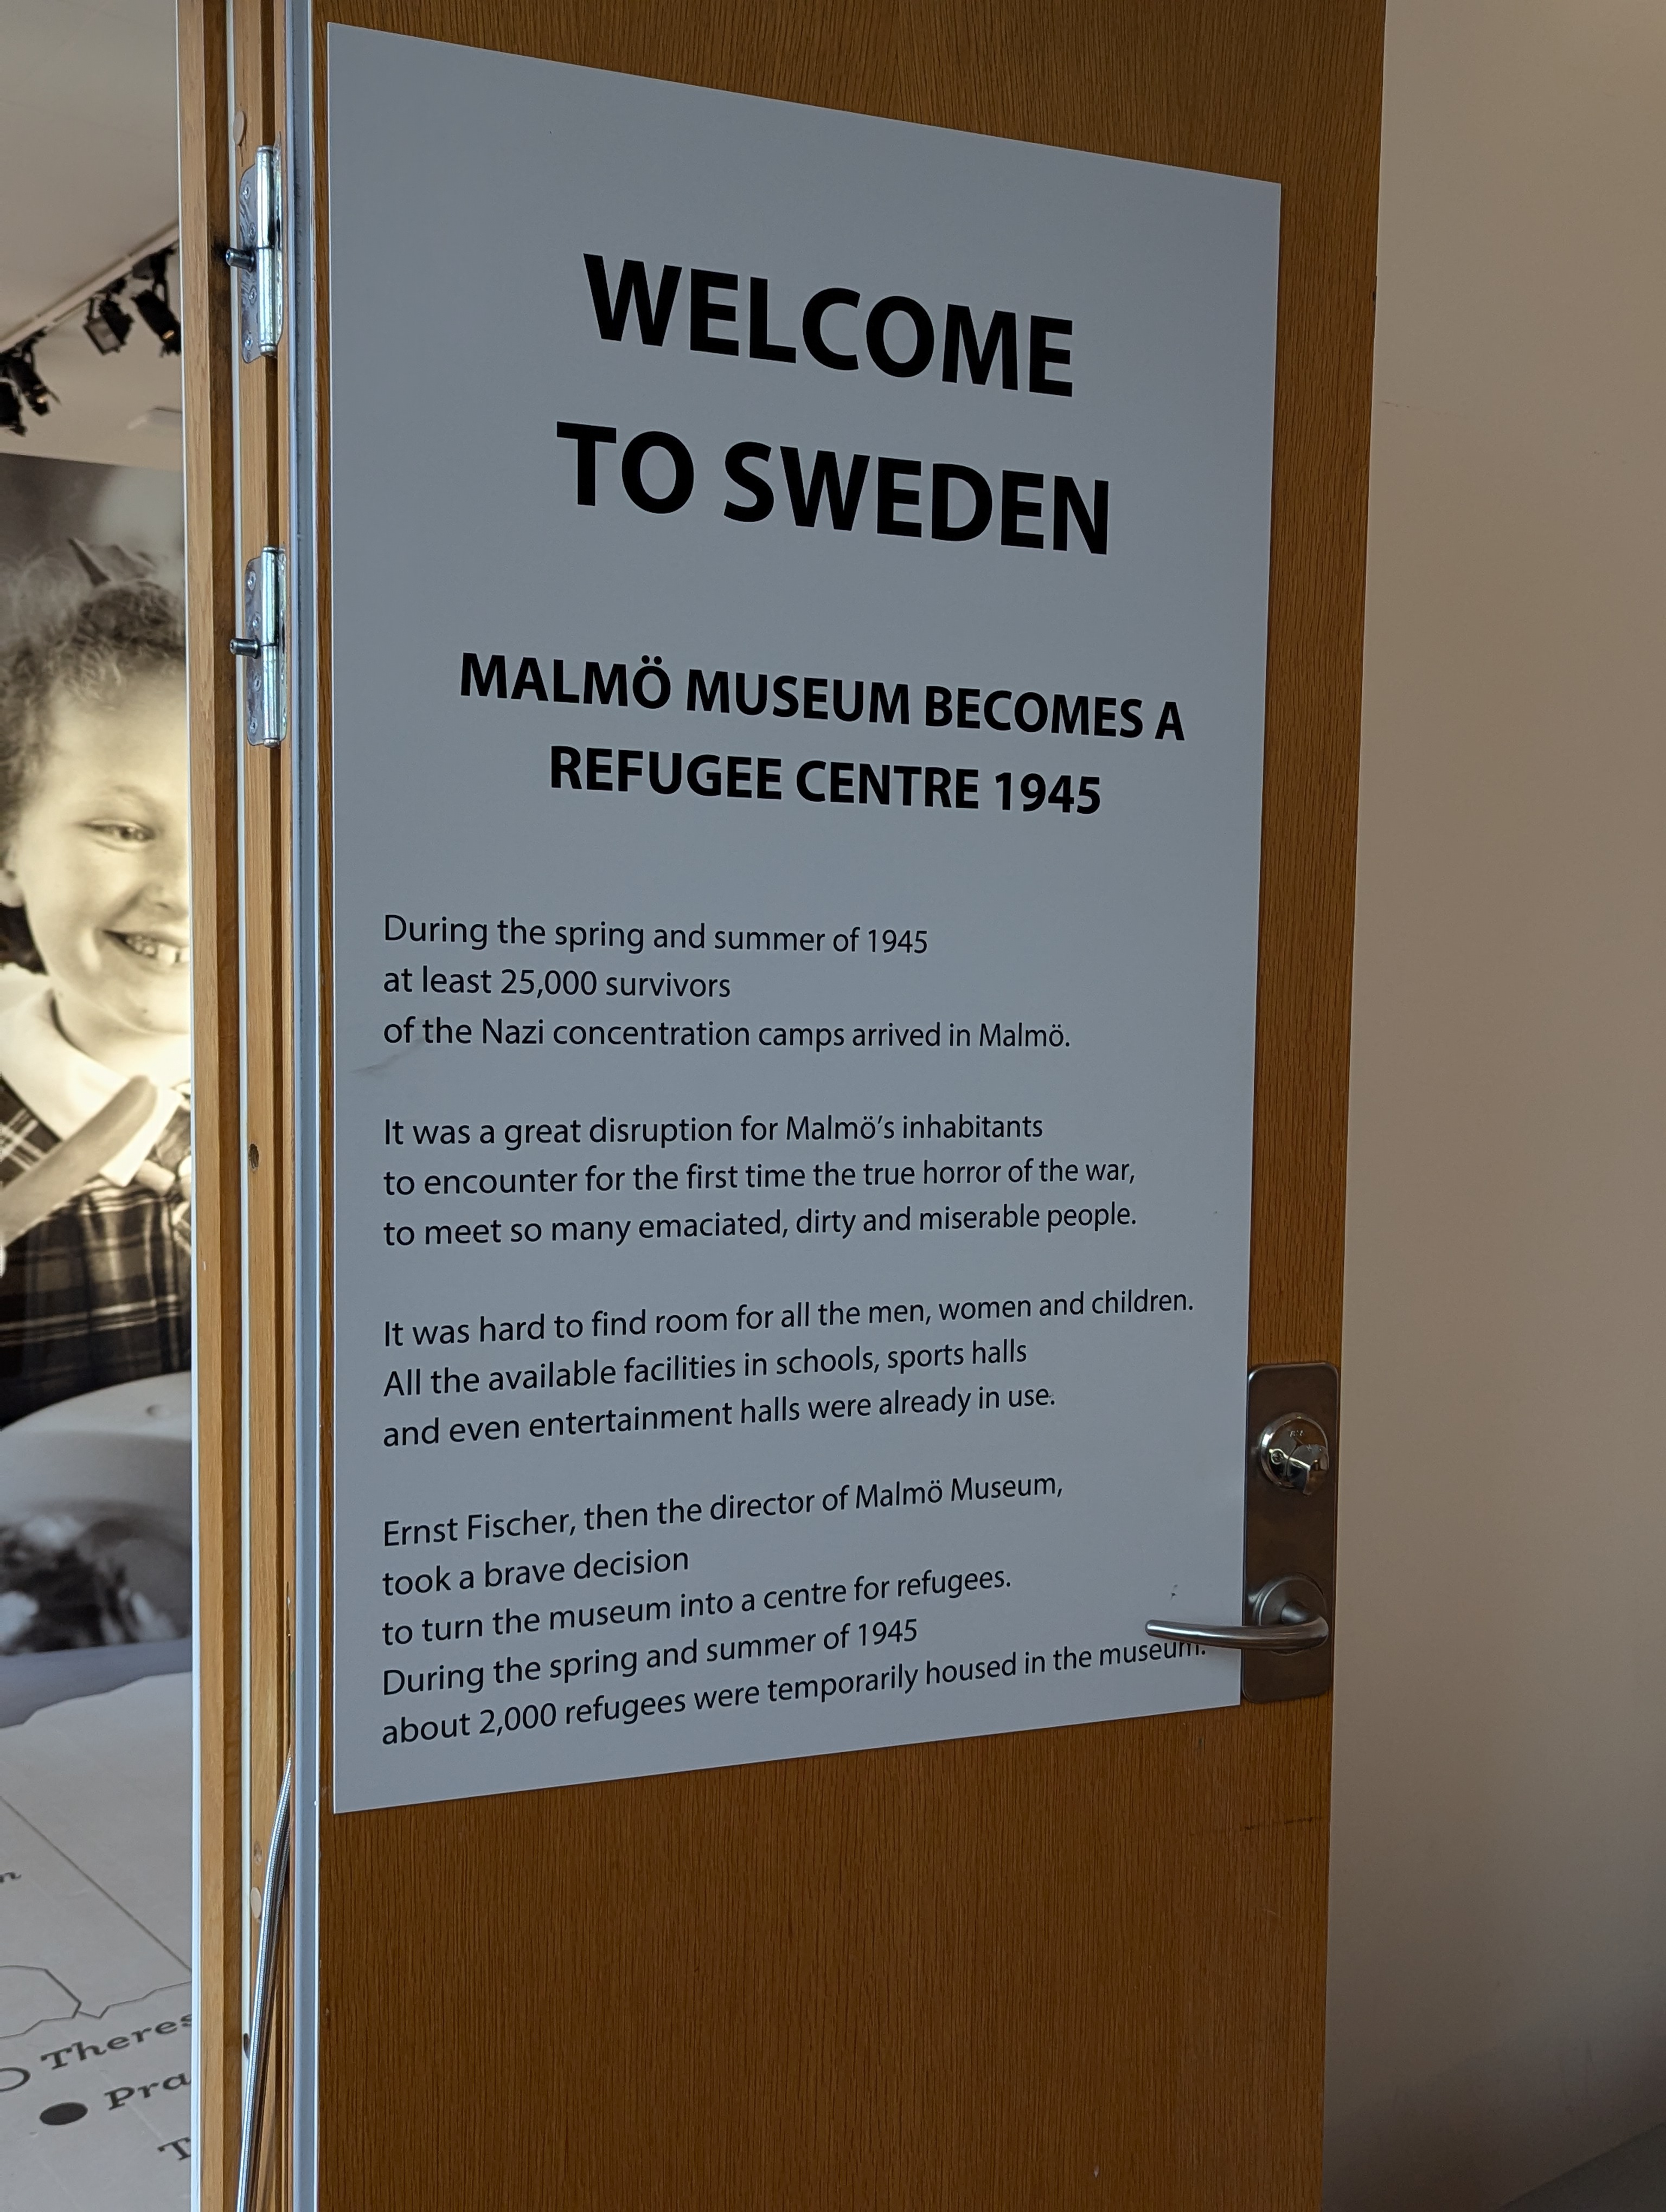 WELCOME
TO SWEDEN
MALMÖ MUSEUM BECOMES A
REFUGEE CENTRE 1945
During the spring and summer of 1945
at least 25,000 survivors
of the Nazi concentration camps arrived in Malmö.
It was a great disruption for Malmö's inhabitants
to encounter for the first time the true horror of the war,
to meet so many emaciated, dirty and miserable people.
It was hard to find room for all the men, women and children.
All the available facilities in schools, sports halls
and even entertainment halls were already in use.
Ernst Fischer, then the director of Malmö Museum,
took a brave decision
to turn the museum into a centre for refugees.
During the spring and summer of 1945
about 2,000 refugees were temporarily housed in the museum.
Theres
Pra
T